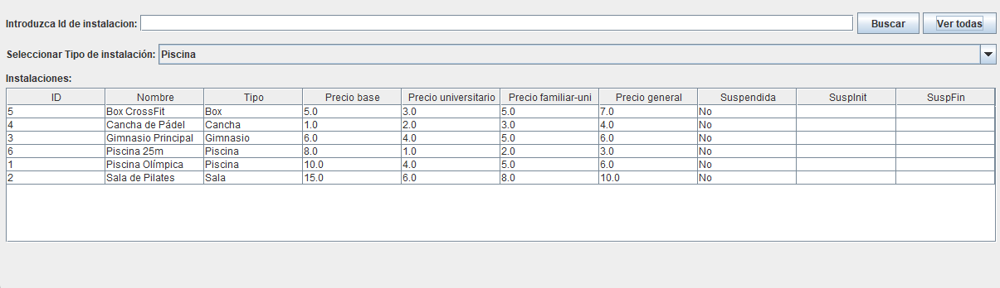 Introduzca Id de instalacion: Buscar Ver todas
Seleccionar Tipo de instalación: Piscina
Instalaciones:
ID Nombre Tipo Precio base Precio universitario Precio familiar-uni Precio general Suspendida SuspInit SuspFin
5 Box CrossFit Box 5.0 3.0 5.0 7.0 No
4 Cancha de Pádel Cancha 1.0 2.0 3.0 4.0 No
3 Gimnasio Principal Gimnasio 6.0 4.0 5.0 6.0 No
6 Piscina 25m Piscina 8.0 1.0 2.0 3.0 No
1 Piscina Olímpica Piscina 10.0 4.0 5.0 6.0 No
2 Sala de Pilates Sala 15.0 6.0 8.0 10.0 No